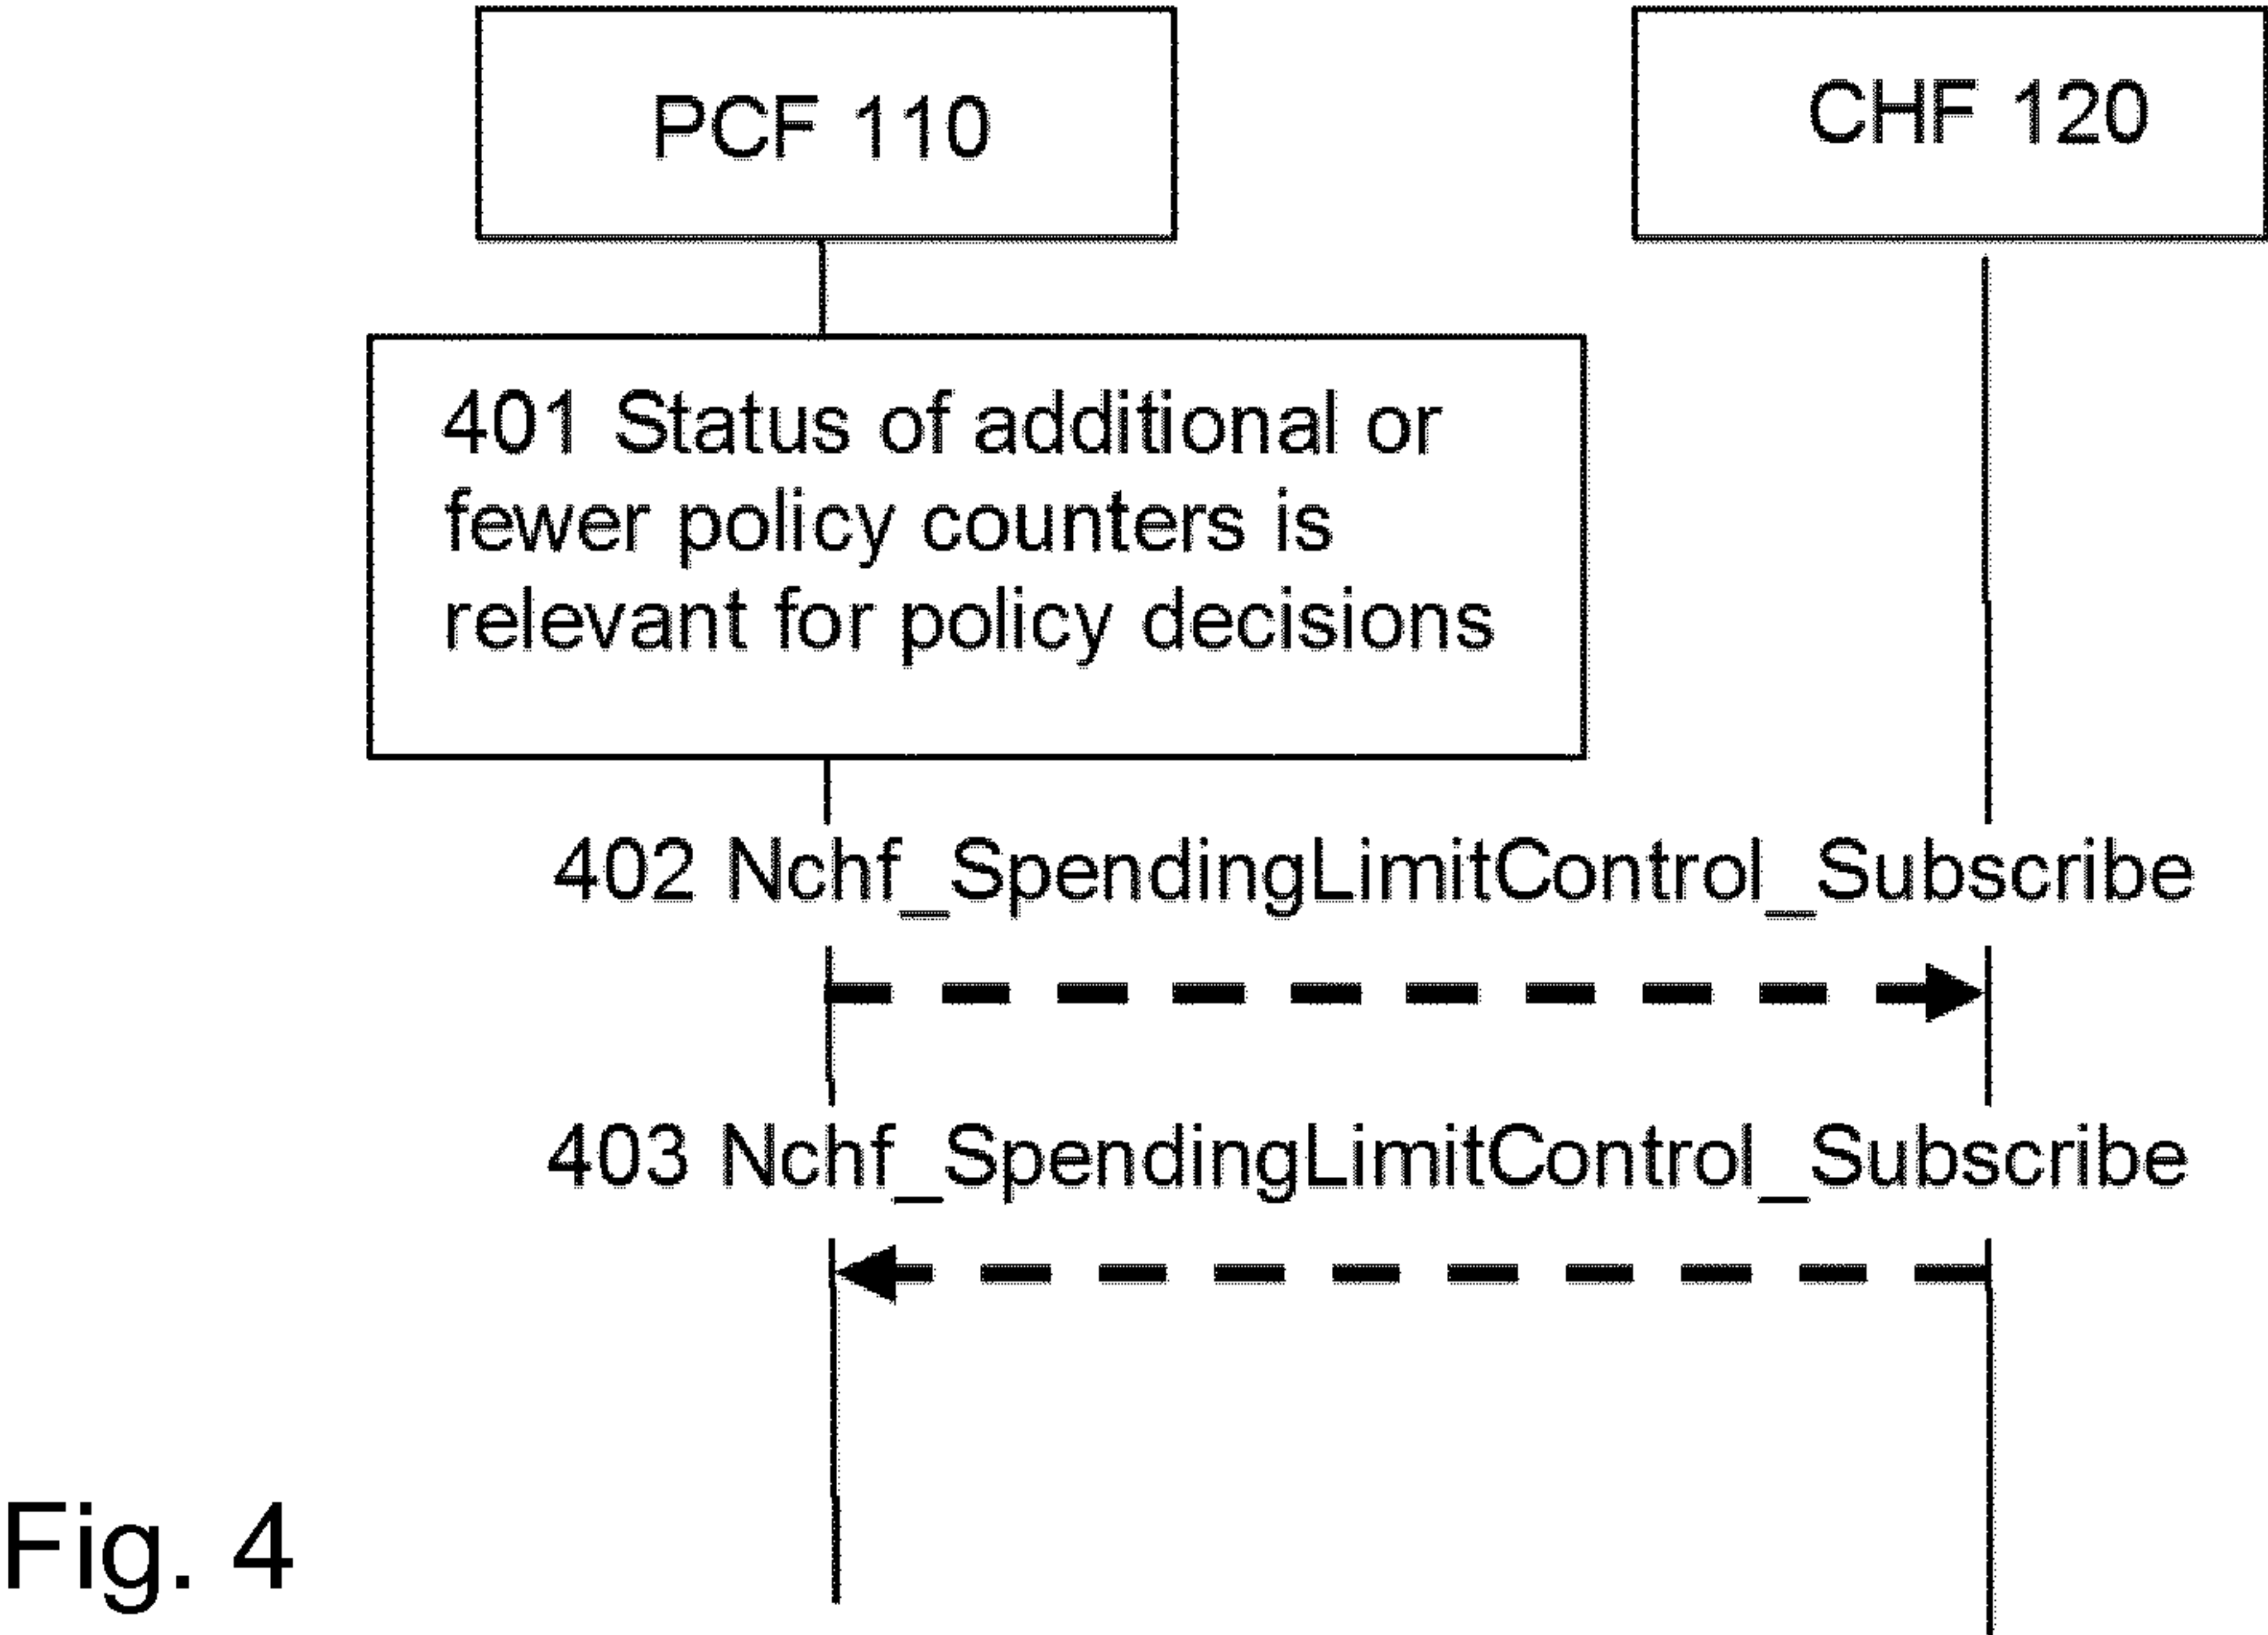 PCF 110
CHF 120
401 Status of additional or
fewer policy counters is
relevant for policy decisions
402 Nchf_SpendingLimitControl_Subscribe
403 Nchf_SpendingLimitControl_Subscribe
Fig. 4